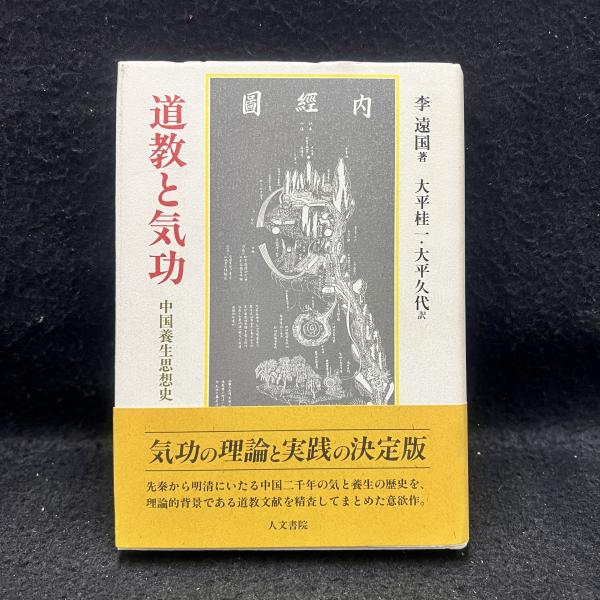 道教と気功
中国養生思想史
李 遠国著
大平桂一・大平久代訳
圖經內
気功の理論と実践の決定版
先秦から明清にいたる中国二千年の気と養生の歴史を、
理論的背景である道教文献を精査してまとめた意欲作。
人文書院